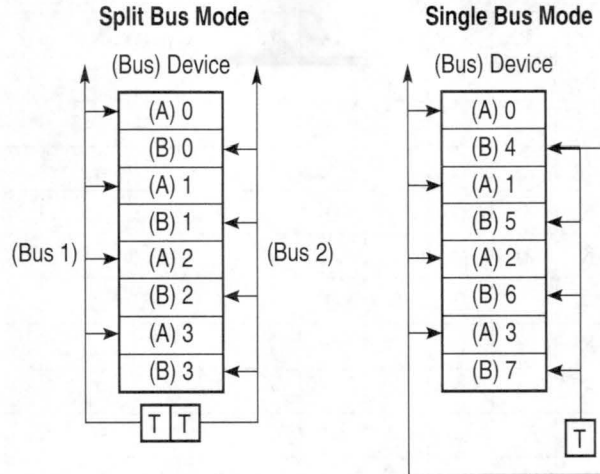 Split Bus Mode
(Bus) Device
(A) 0
(B) 0
(A) 1
(B) 1
(A) 2
(B) 2
(A) 3
(B) 3
(Bus 1)
(Bus 2)
T T
Single Bus Mode
(Bus) Device
(A) 0
(B) 4
(A) 1
(B) 5
(A) 2
(B) 6
(A) 3
(B) 7
T